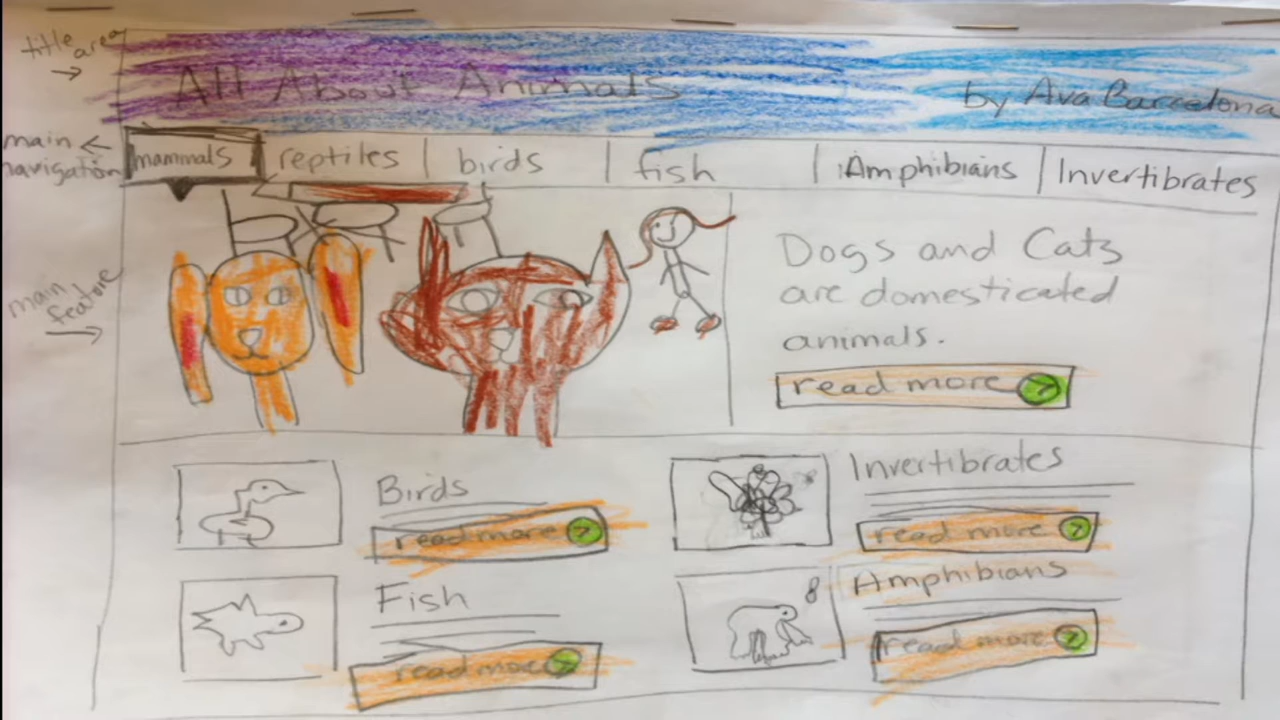 title area
All About Animals
by Ava Barcelona
main navigation
mammals
reptiles
birds
fish
Amphibians
Invertibrates
main feature
Dogs and Cats
are domesticated
animals.
read more
Birds
read more
Invertibrates
read more
Fish
read more
Amphibians
read more